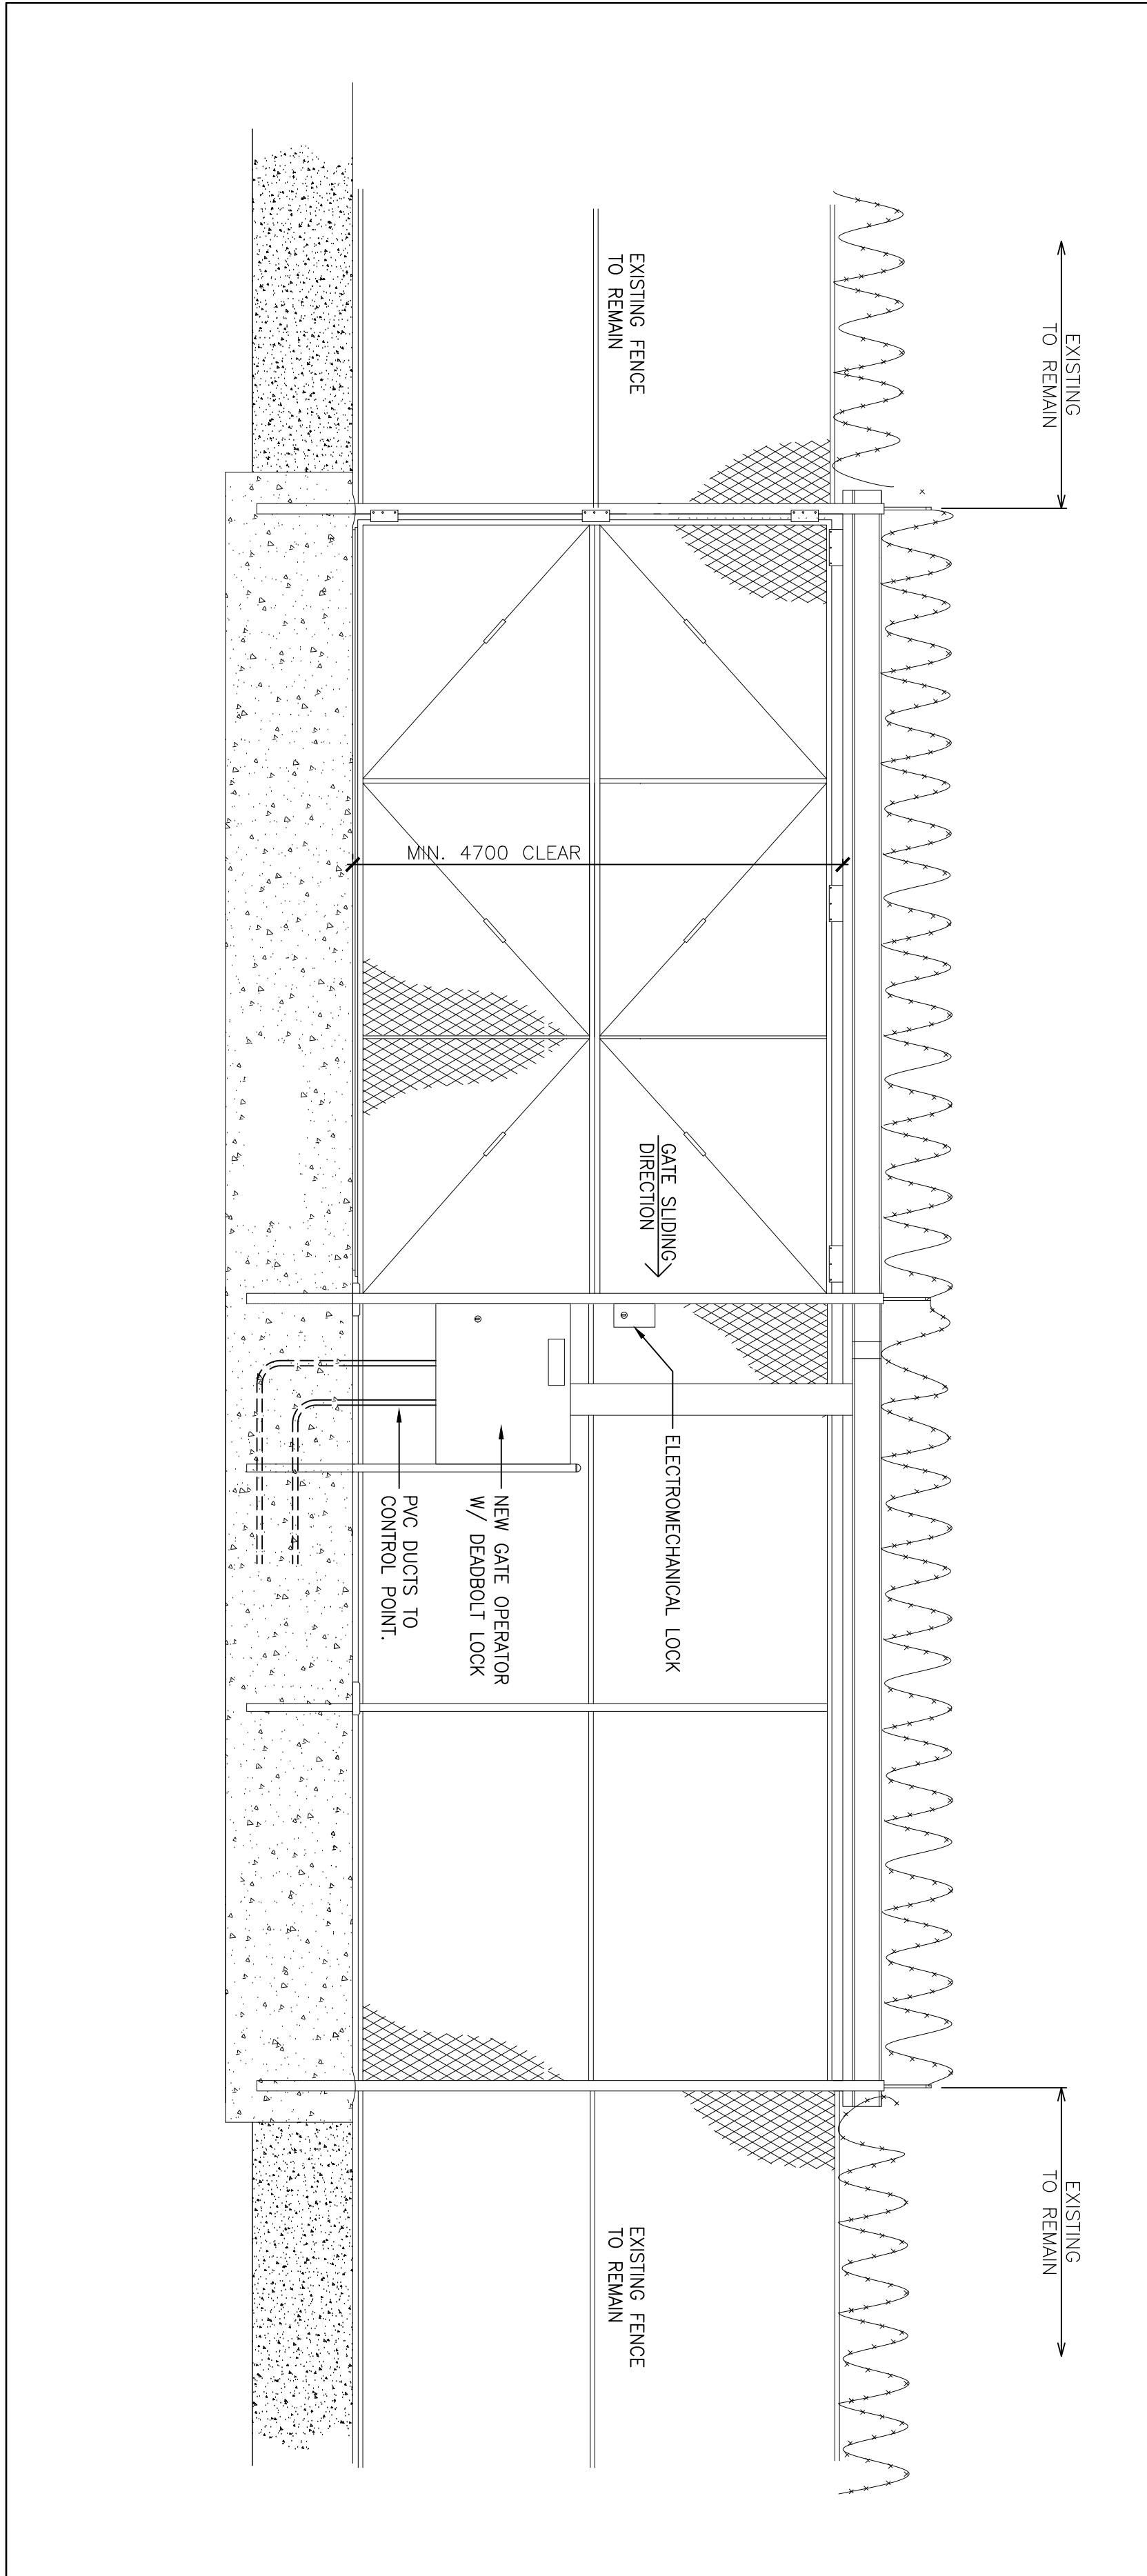 EXISTING
TO REMAIN
EXISTING FENCE
TO REMAIN
MIN. 4700 CLEAR
GATE SLIDING
DIRECTION
ELECTROMECHANICAL LOCK
NEW GATE OPERATOR
W/ DEADBOLT LOCK
PVC DUCTS TO
CONTROL POINT.
EXISTING
TO REMAIN
EXISTING FENCE
TO REMAIN